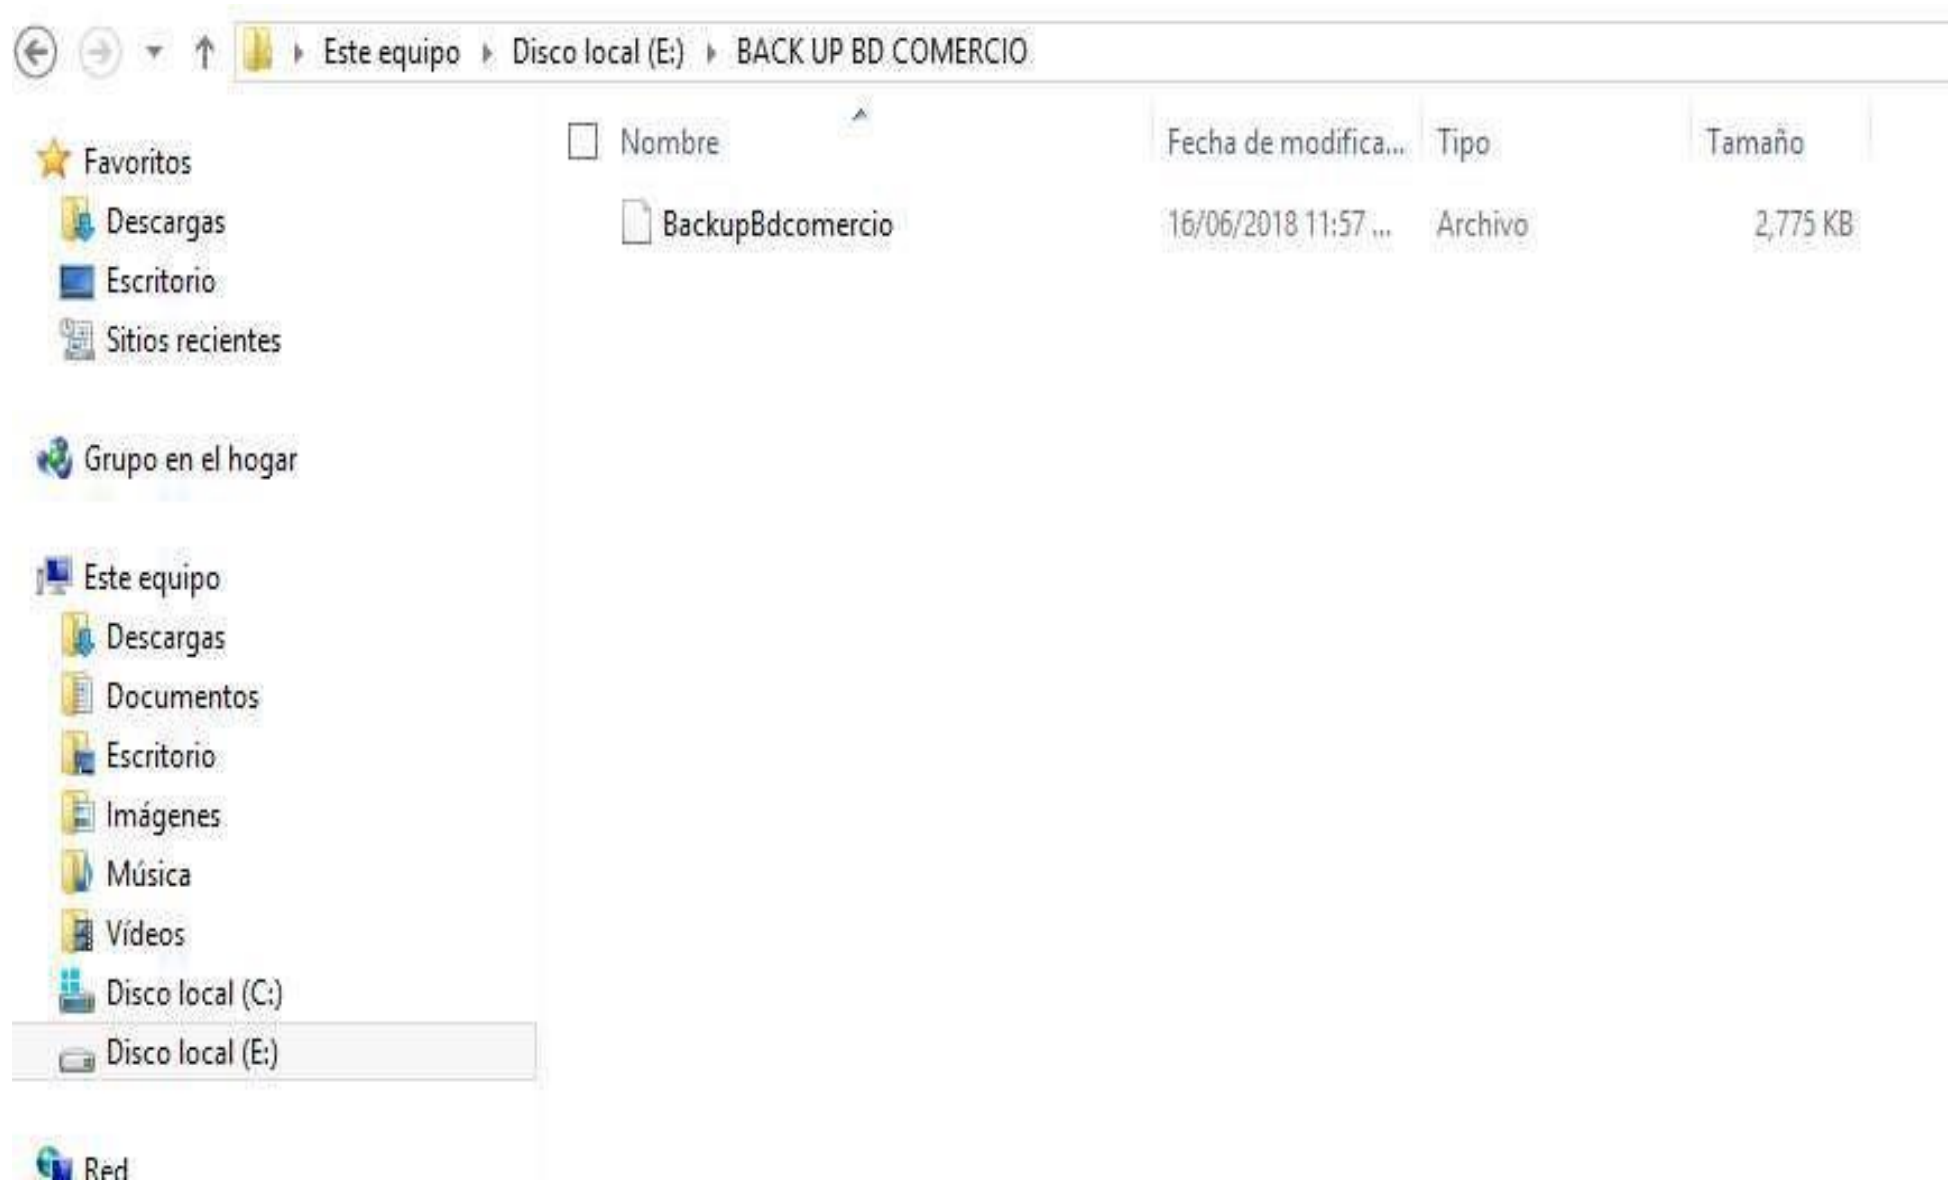 Este equipo Disco local (E:) BACK UP BD COMERCIO
Nombre Fecha de modifica... Tipo Tamaño
BackupBdcomercio 16/06/2018 11:57 ... Archivo 2,775 KB
Favoritos
Descargas
Escritorio
Sitios recientes
Grupo en el hogar
Este equipo
Descargas
Documentos
Escritorio
Imágenes
Música
Vídeos
Disco local (C:)
Disco local (E:)
Red